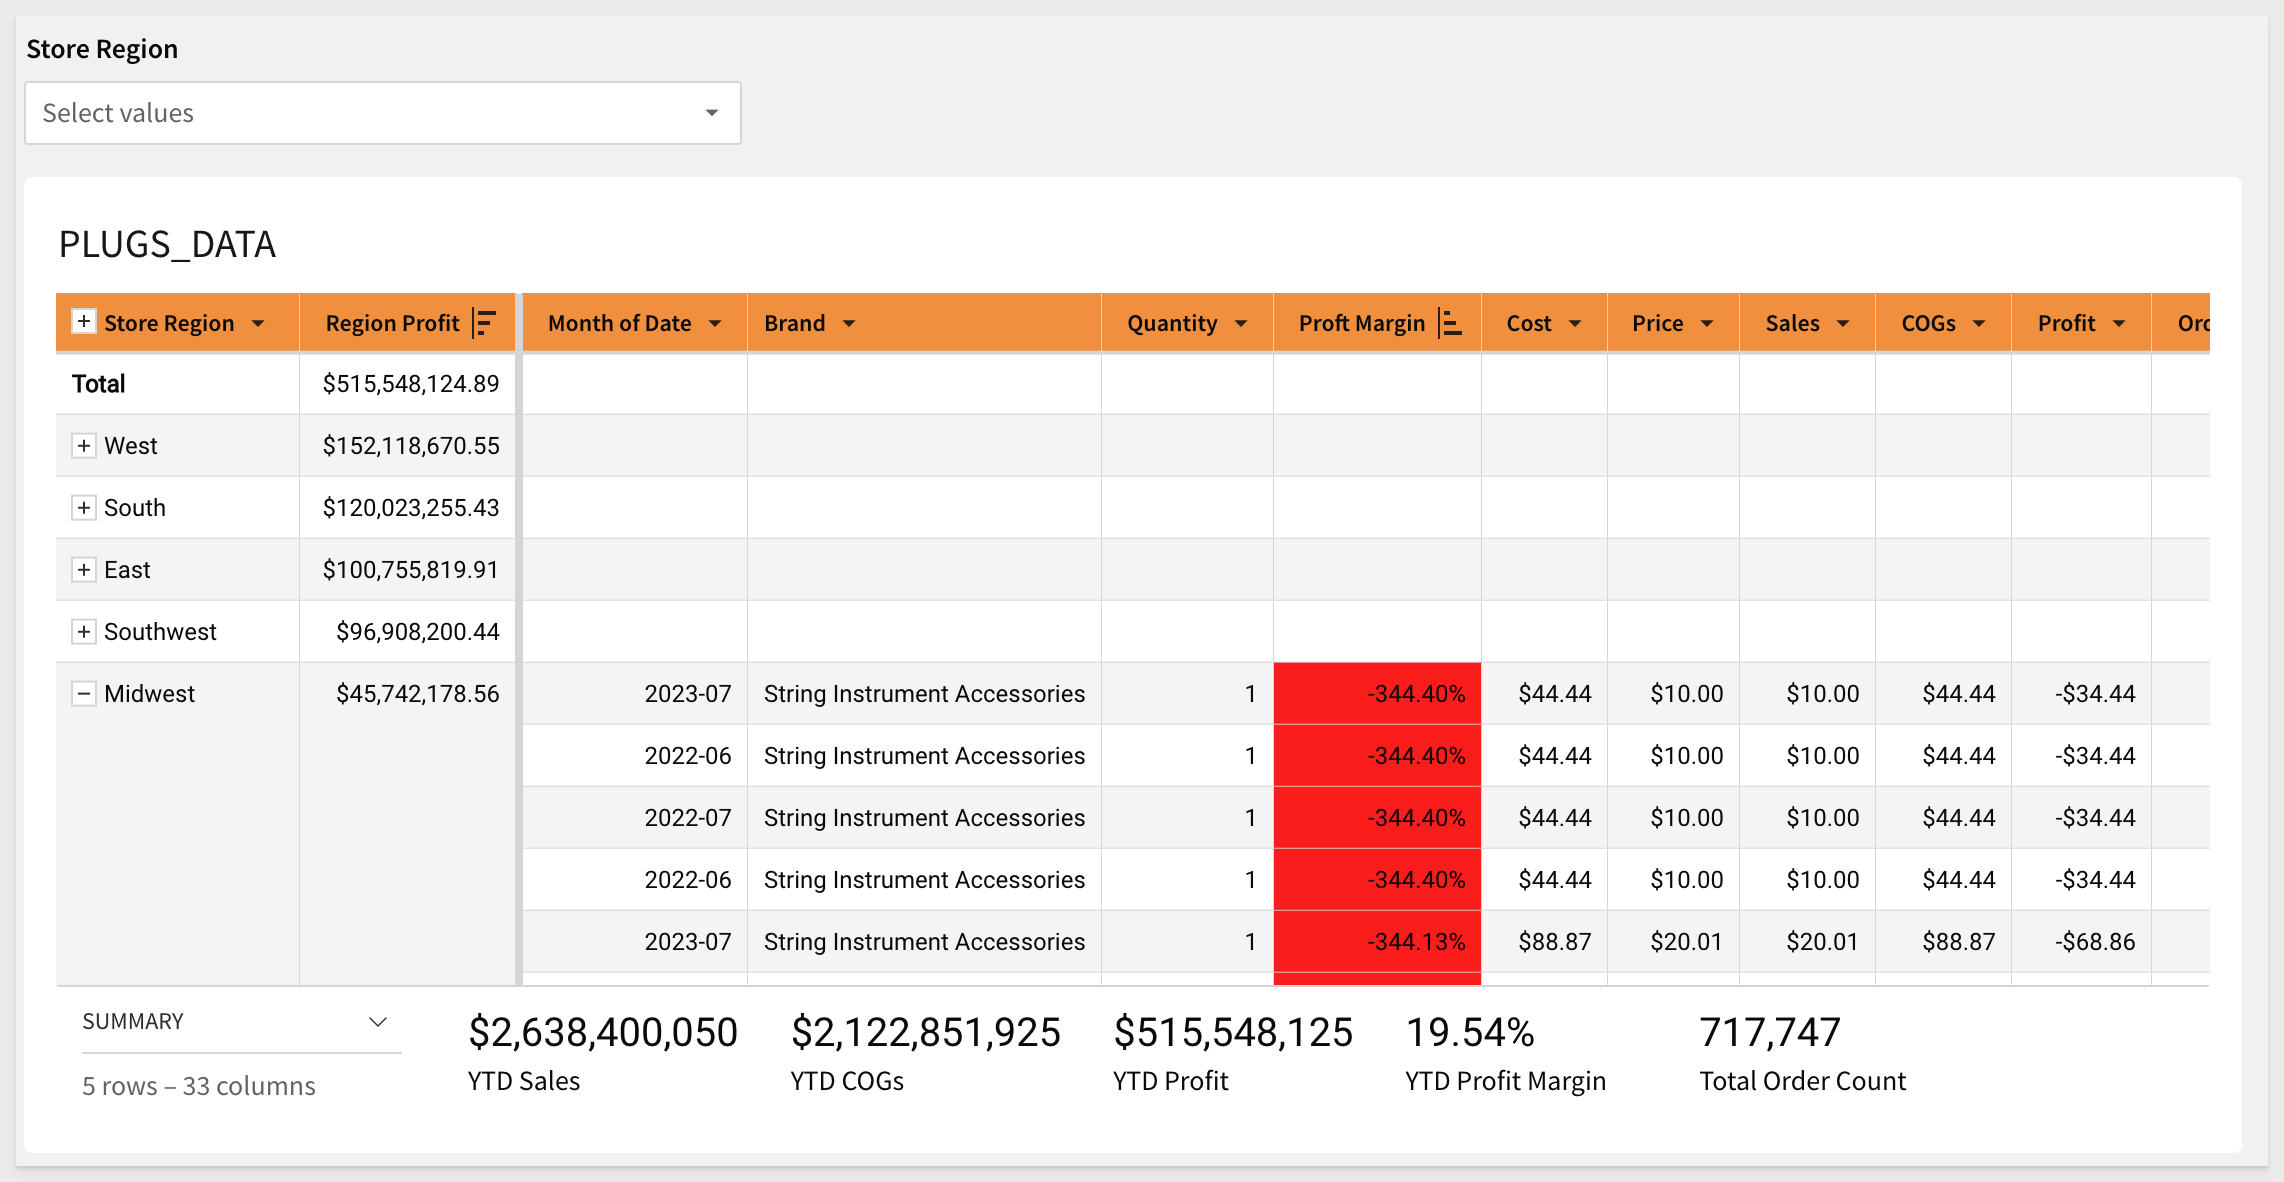 Store Region
Select values
PLUGS_DATA
Store Region Region Profit Month of Date Brand Quantity Proft Margin Cost Price Sales COGs Profit Orc
Total $515,548,124.89
West $152,118,670.55
South $120,023,255.43
East $100,755,819.91
Southwest $96,908,200.44
Midwest $45,742,178.56 2023-07 String Instrument Accessories 1 -344.40% $44.44 $10.00 $10.00 $44.44 -$34.44
2022-06 String Instrument Accessories 1 -344.40% $44.44 $10.00 $10.00 $44.44 -$34.44
2022-07 String Instrument Accessories 1 -344.40% $44.44 $10.00 $10.00 $44.44 -$34.44
2022-06 String Instrument Accessories 1 -344.40% $44.44 $10.00 $10.00 $44.44 -$34.44
2023-07 String Instrument Accessories 1 -344.13% $88.87 $20.01 $20.01 $88.87 -$68.86
SUMMARY $2,638,400,050 $2,122,851,925 $515,548,125 19.54% 717,747
5 rows – 33 columns YTD Sales YTD COGs YTD Profit YTD Profit Margin Total Order Count